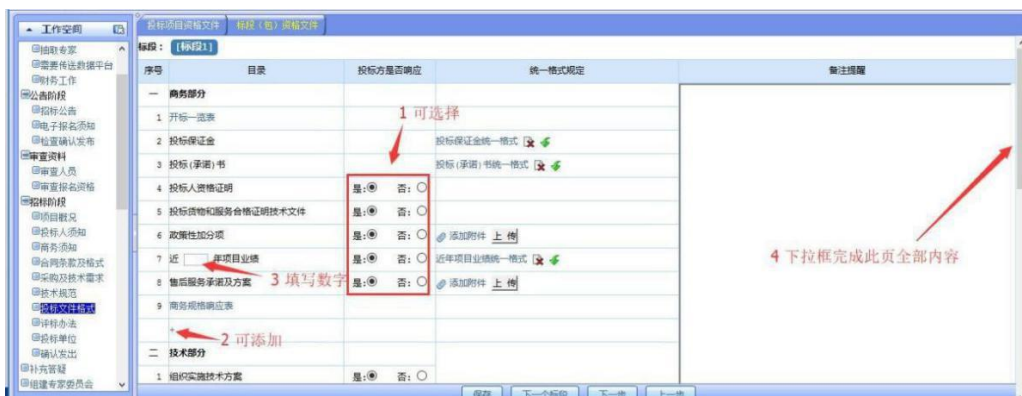 工作空间
抽取专家
需要传送数据平台
财务工作
公告阶段
招标公告
电子报名须知
检查确认发布
审查资料
审查人员
审查报名资格
招标阶段
项目概况
投标人须知
商务须知
合同条款及格式
采购及技术需求
技术规范
投标文件格式
评标办法
投标单位
确认发出
补充答疑
组建专家委员会
投标项目资格文件 标段（包）资格文件
标段： [标段1]
序号 目录 投标方是否响应 统一格式规定 备注提醒
一 商务部分
1 开标一览表
1 可选择
2 投标保证金 投标保证金统一格式
3 投标(承诺)书 投标(承诺)书统一格式
4 投标人资格证明 是: 否:
5 投标货物和服务合格证明技术文件 是: 否:
6 政策性加分项 是: 否: 添加附件 上 传
7 近 年项目业绩 是: 否: 近年项目业绩统一格式
3 填写数字
4 下拉框完成此页全部内容
8 售后服务承诺及方案 是: 否: 添加附件 上 传
9 商务规格响应表
+
2 可添加
二 技术部分
1 组织实施技术方案 是: 否:
保存 下一个标段 下一步 上一步